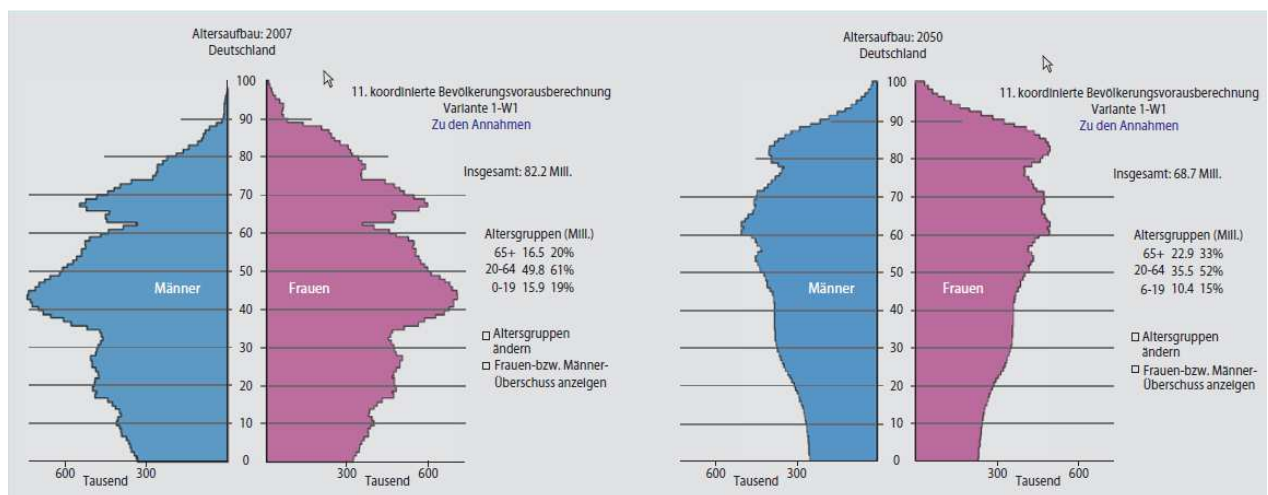 Altersaufbau: 2007
Deutschland
11. koordinierte Bevölkerungsvorausberechnung
Variante 1-W1
Zu den Annahmen
Insgesamt: 82.2 Mill.
Altersgruppen (Mill.)
65+ 16.5 20%
20-64 49.8 61%
0-19 15.9 19%
Altersgruppen
ändern
Frauen-bzw. Männer-
Überschuss anzeigen
Männer
Frauen
100
90
80
70
60
50
40
30
20
10
0
600 300
Tausend
300 600
Tausend
Altersaufbau: 2050
Deutschland
11. koordinierte Bevölkerungsvorausberechnung
Variante 1-W1
Zu den Annahmen
Insgesamt: 68.7 Mill.
Altersgruppen (Mill.)
65+ 22.9 33%
20-64 35.5 52%
6-19 10.4 15%
Altersgruppen
ändern
Frauen-bzw. Männer-
Überschuss anzeigen
Männer
Frauen
100
90
80
70
60
50
40
30
20
10
0
600 300
Tausend
300 600
Tausend